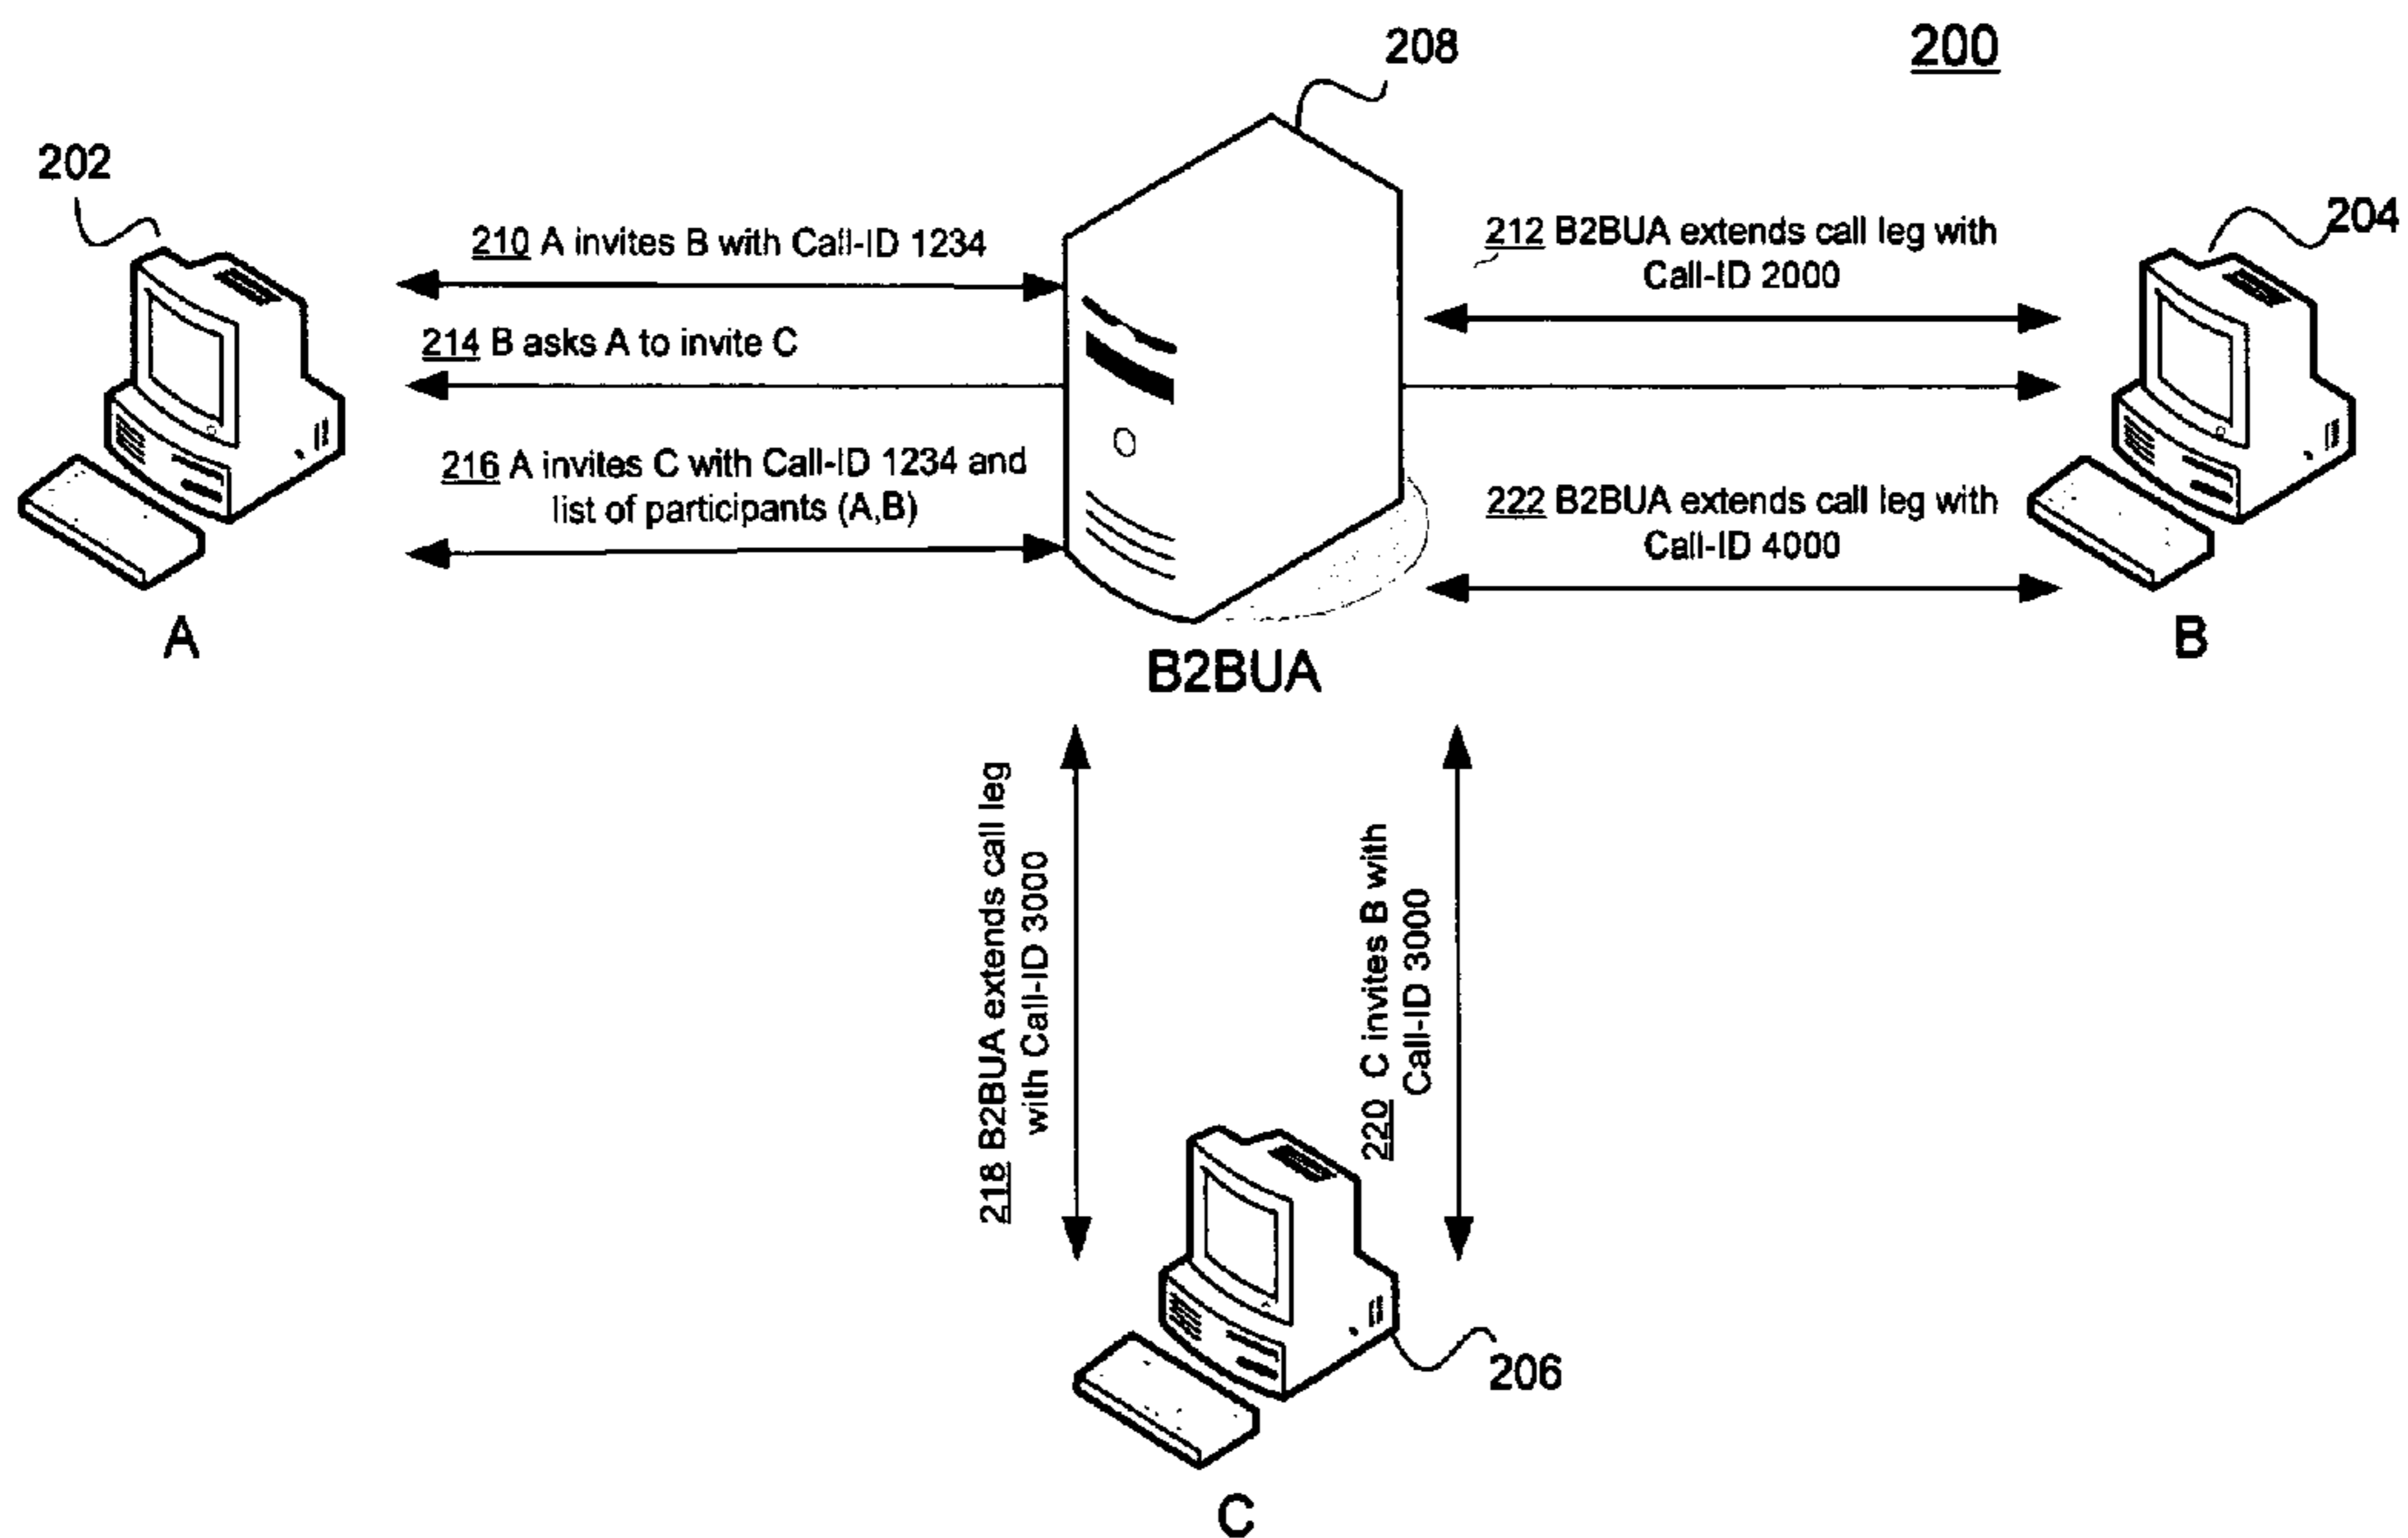 208
200
202
204
210 A invites B with Call-ID 1234
212 B2BUA extends call leg with
Call-ID 2000
214 B asks A to invite C
216 A invites C with Call-ID 1234 and
list of participants (A,B)
222 B2BUA extends call leg with
Call-ID 4000
A
B2BUA
B
218 B2BUA extends call leg
with Call-ID 3000
220 C invites B with
Call-ID 3000
206
C